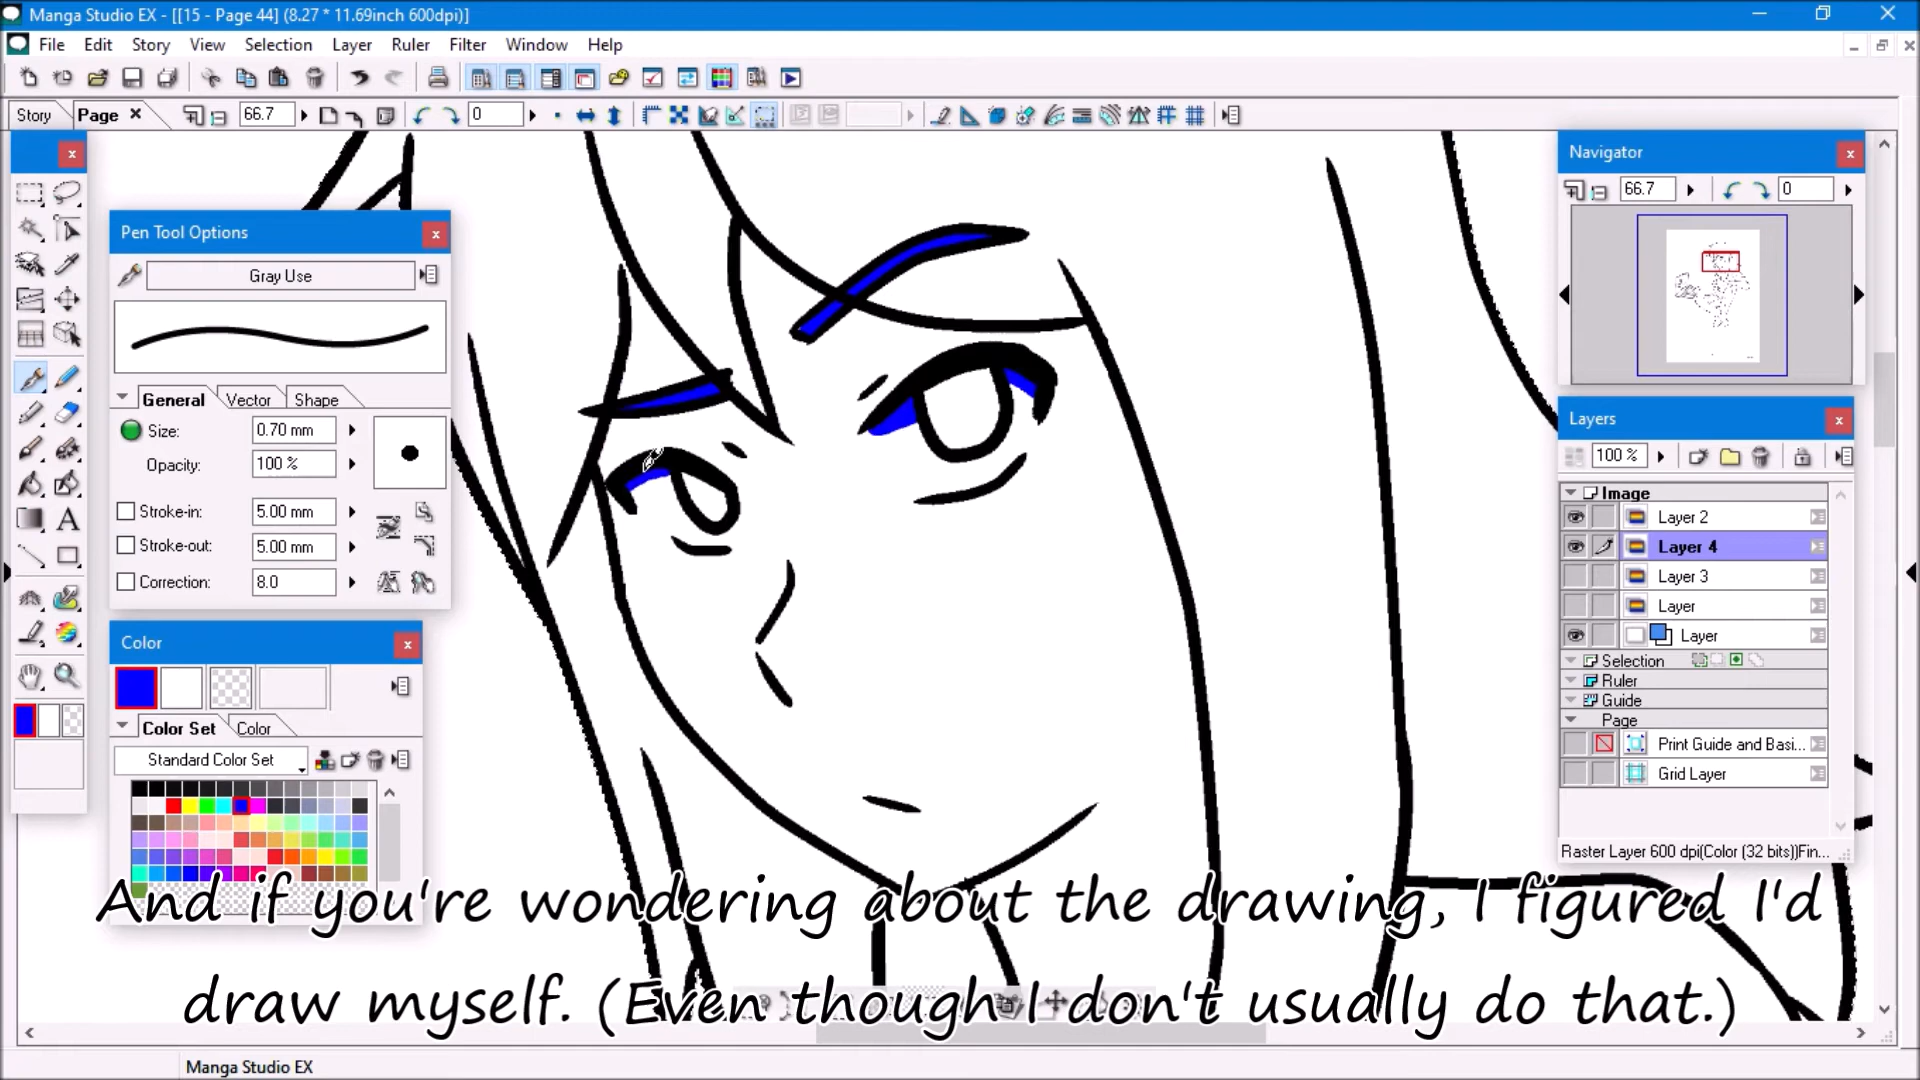 Manga Studio EX - [[15 - Page 44] (8.27 * 11.69inch 600dpi)]
File Edit Story View Selection Layer Ruler Filter Window Help
Story Page 66.7 0
Navigator
66.7 0
Pen Tool Options
Gray Use
General Vector Shape
Size: 0.70 mm
Opacity: 100 %
Stroke-in: 5.00 mm
Stroke-out: 5.00 mm
Correction: 8.0
Color
Color Set Color
Standard Color Set
Layers
100 %
Image
Layer 2
Layer 4
Layer 3
Layer
Layer
Selection
Ruler
Guide
Page
Print Guide and Basi...
Grid Layer
Raster Layer 600 dpi(Color (32 bits))Fin...
And if you're wondering about the drawing, I figured I'd
draw myself. (Even though I don't usually do that.)
Manga Studio EX